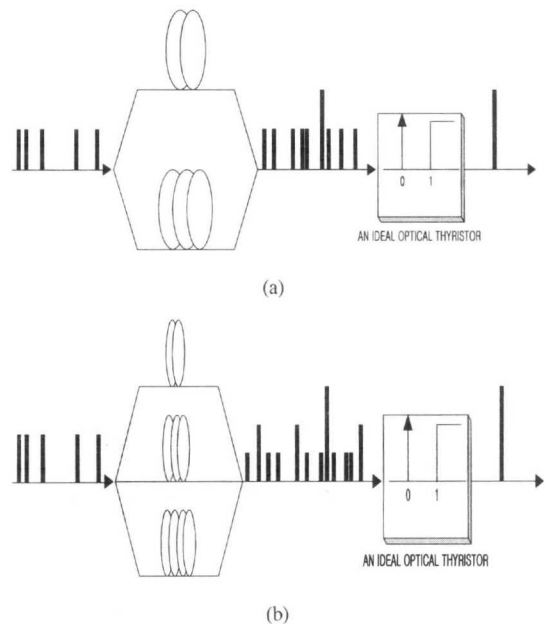 0 1
AN IDEAL OPTICAL THYRISTOR
(a)
0 1
AN IDEAL OPTICAL THYRISTOR
(b)